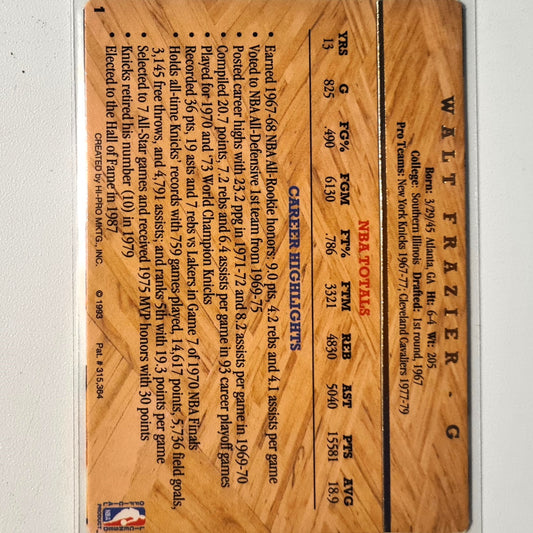 WALT FRAZIER - G
Born: 3/29/45 Atlanta, GA Ht: 6-4 Wt: 205.
College: Southern Illinois Drafted: 1st round, 1967
Pro Teams: New York Knicks 1967-77; Cleveland Cavaliers 1977-79
NBA TOTALS
YRS G FG% FGM FT% FTM REB AST PTS AVG
13 825 .490 6130 .786 3321 4830 5040 15581 18.9
CAREER HIGHLIGHTS
• Earned 1967-68 NBA All-Rookie honors: 9.0 pts, 4.2 rebs and 4.1 assists per game
• Voted to NBA All-Defensive 1st team from 1969-75
• Posted career highs with 23.2 ppg in 1971-72 and 8.2 assists per game in 1969-70
• Compiled 20.7 points, 7.2 rebs and 6.4 assists per game in 93 career playoff games
• Played for 1970 and '73 World Champion Knicks
• Recorded 36 pts, 19 asts and 7 rebs vs Lakers in Game 7 of 1970 NBA Finals
• Holds all-time Knicks' records with 759 games played, 14,617 points, 5,736 field goals,
3,145 free throws, and 4,791 assists; and ranks 5th with 19.3 points per game
• Selected to 7 All-Star games and received 1975 MVP honors with 30 points
• Knicks retired his number (10) in 1979
• Elected to the Hall of Fame in 1987
1 CREATED by HI-PRO MKTG., INC. © 1993 Pat. # 315,364
OFFICIAL LICENSED
NBA
PRODUCT